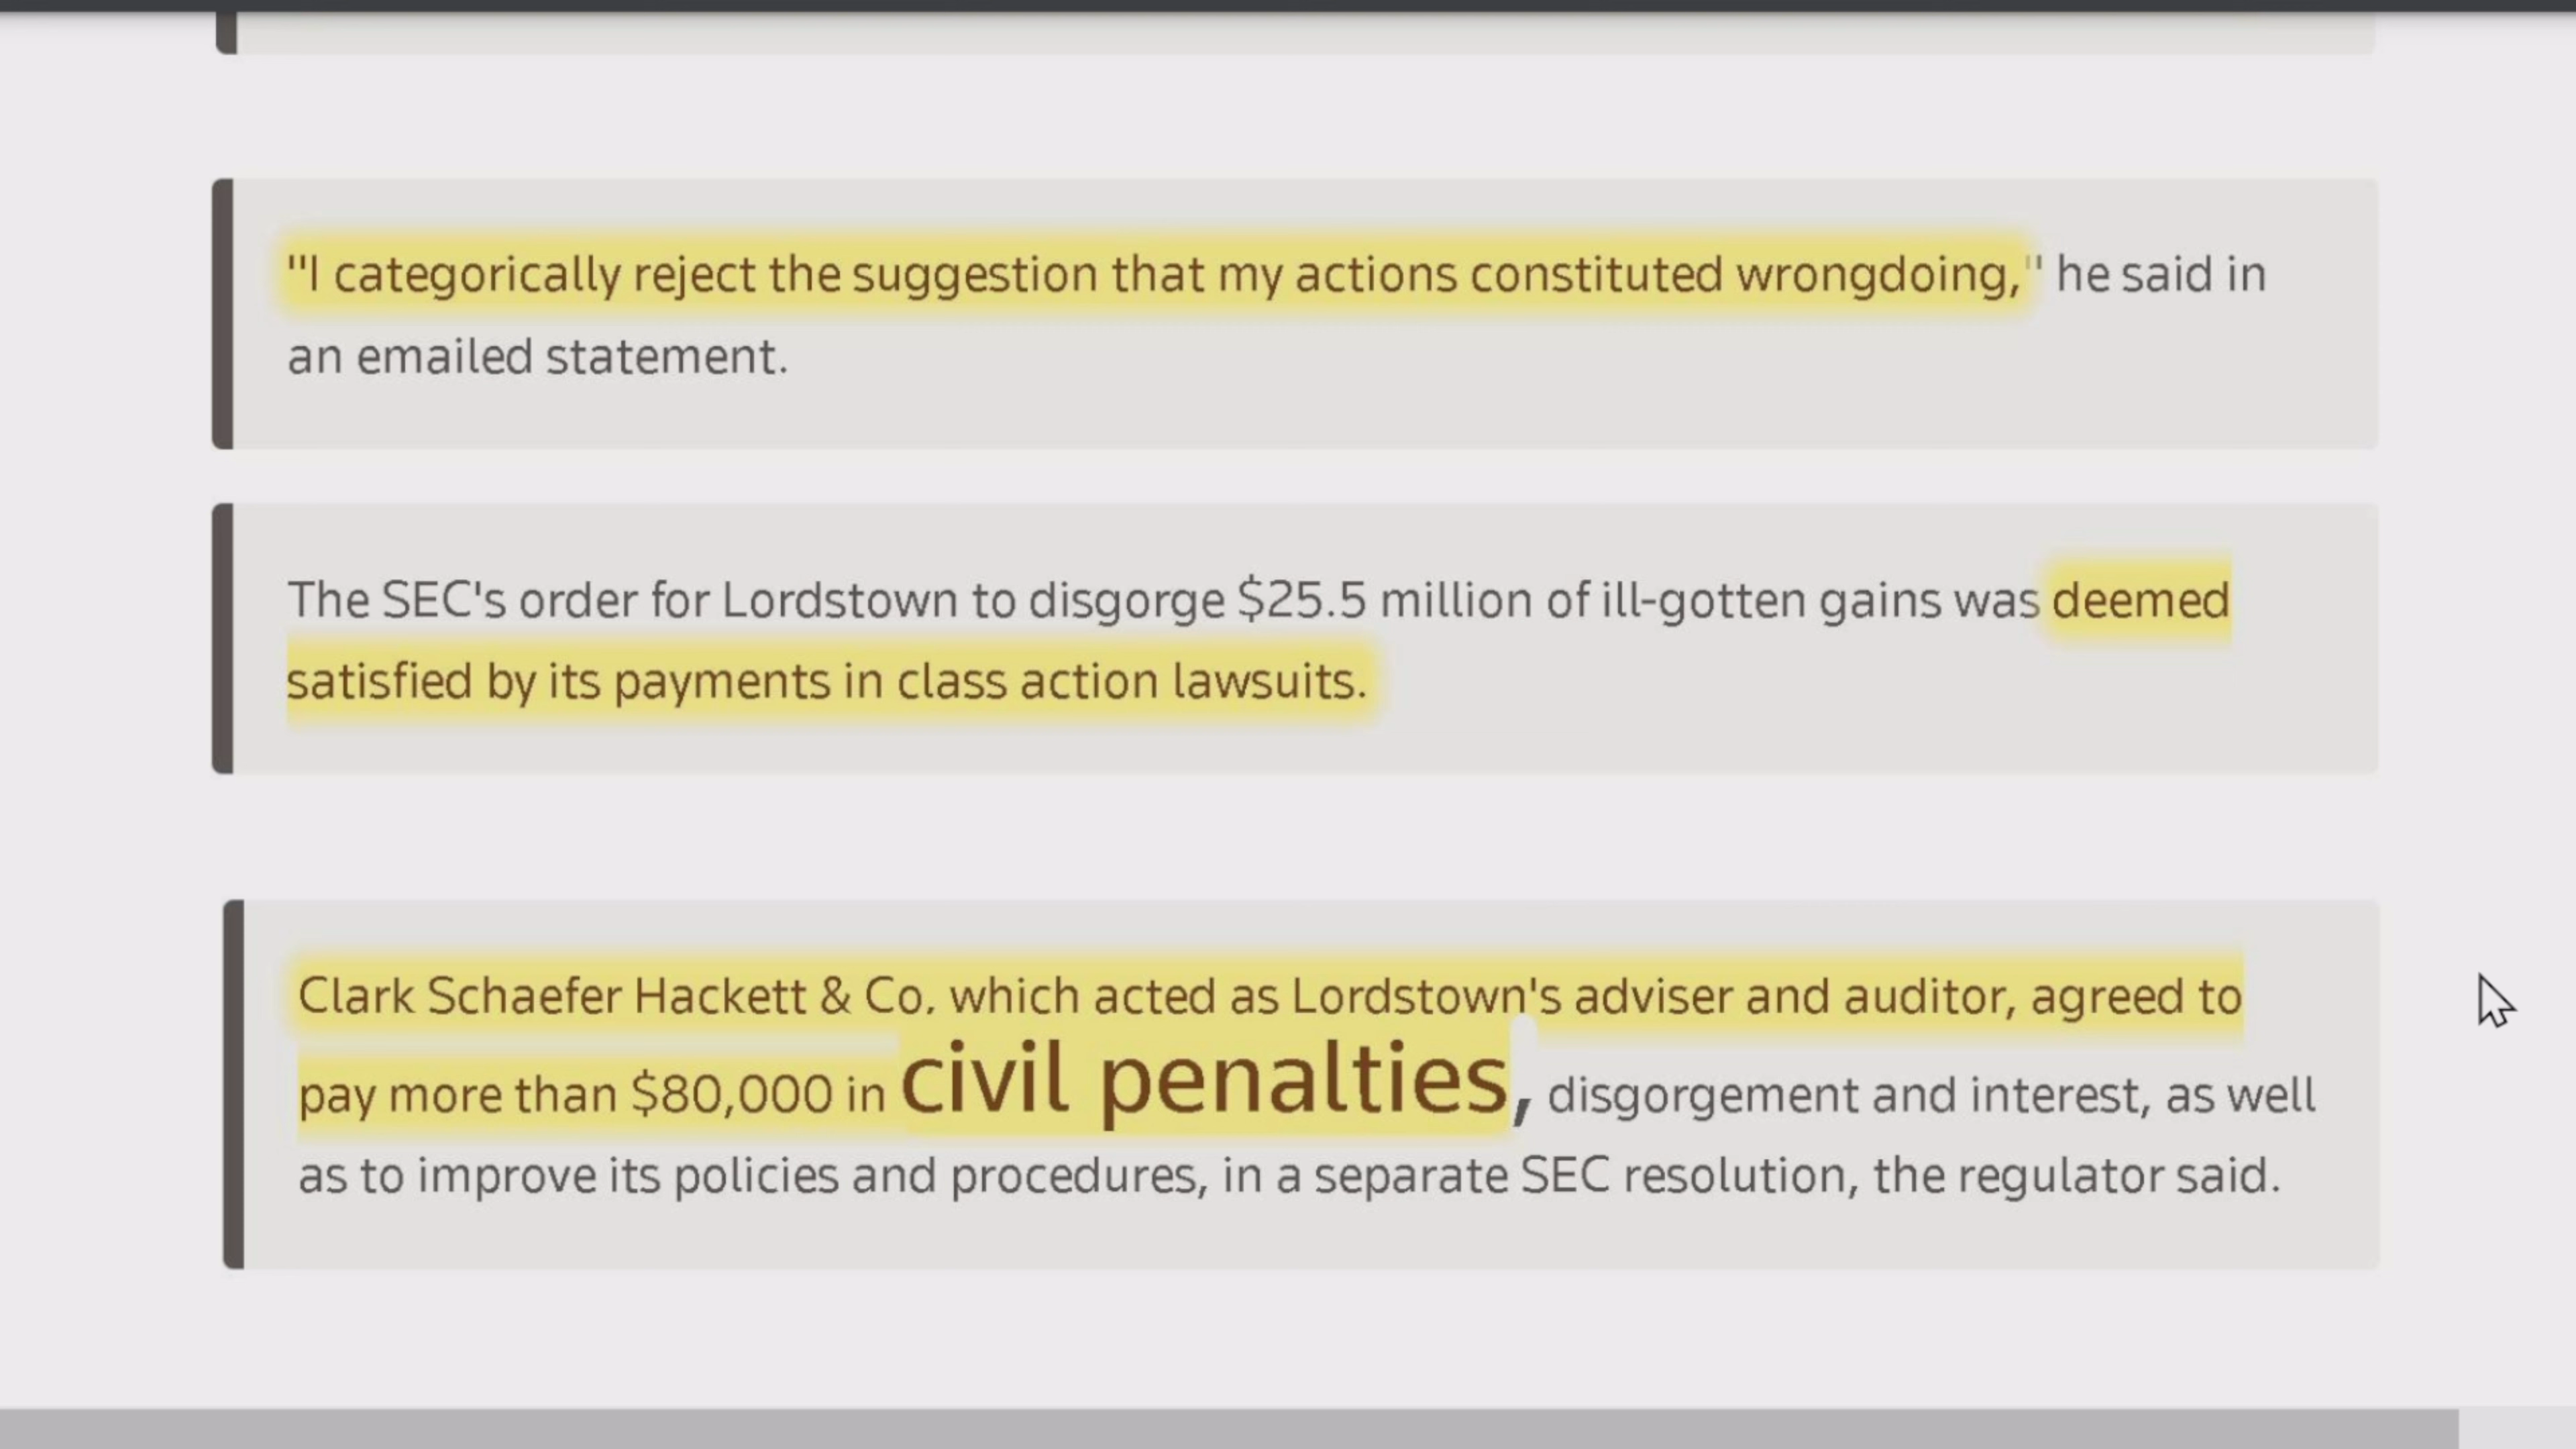 "I categorically reject the suggestion that my actions constituted wrongdoing," he said in
an emailed statement.
The SEC's order for Lordstown to disgorge $25.5 million of ill-gotten gains was deemed
satisfied by its payments in class action lawsuits.
Clark Schaefer Hackett & Co, which acted as Lordstown's adviser and auditor, agreed to
pay more than $80,000 in civil penalties, disgorgement and interest, as well
as to improve its policies and procedures, in a separate SEC resolution, the regulator said.